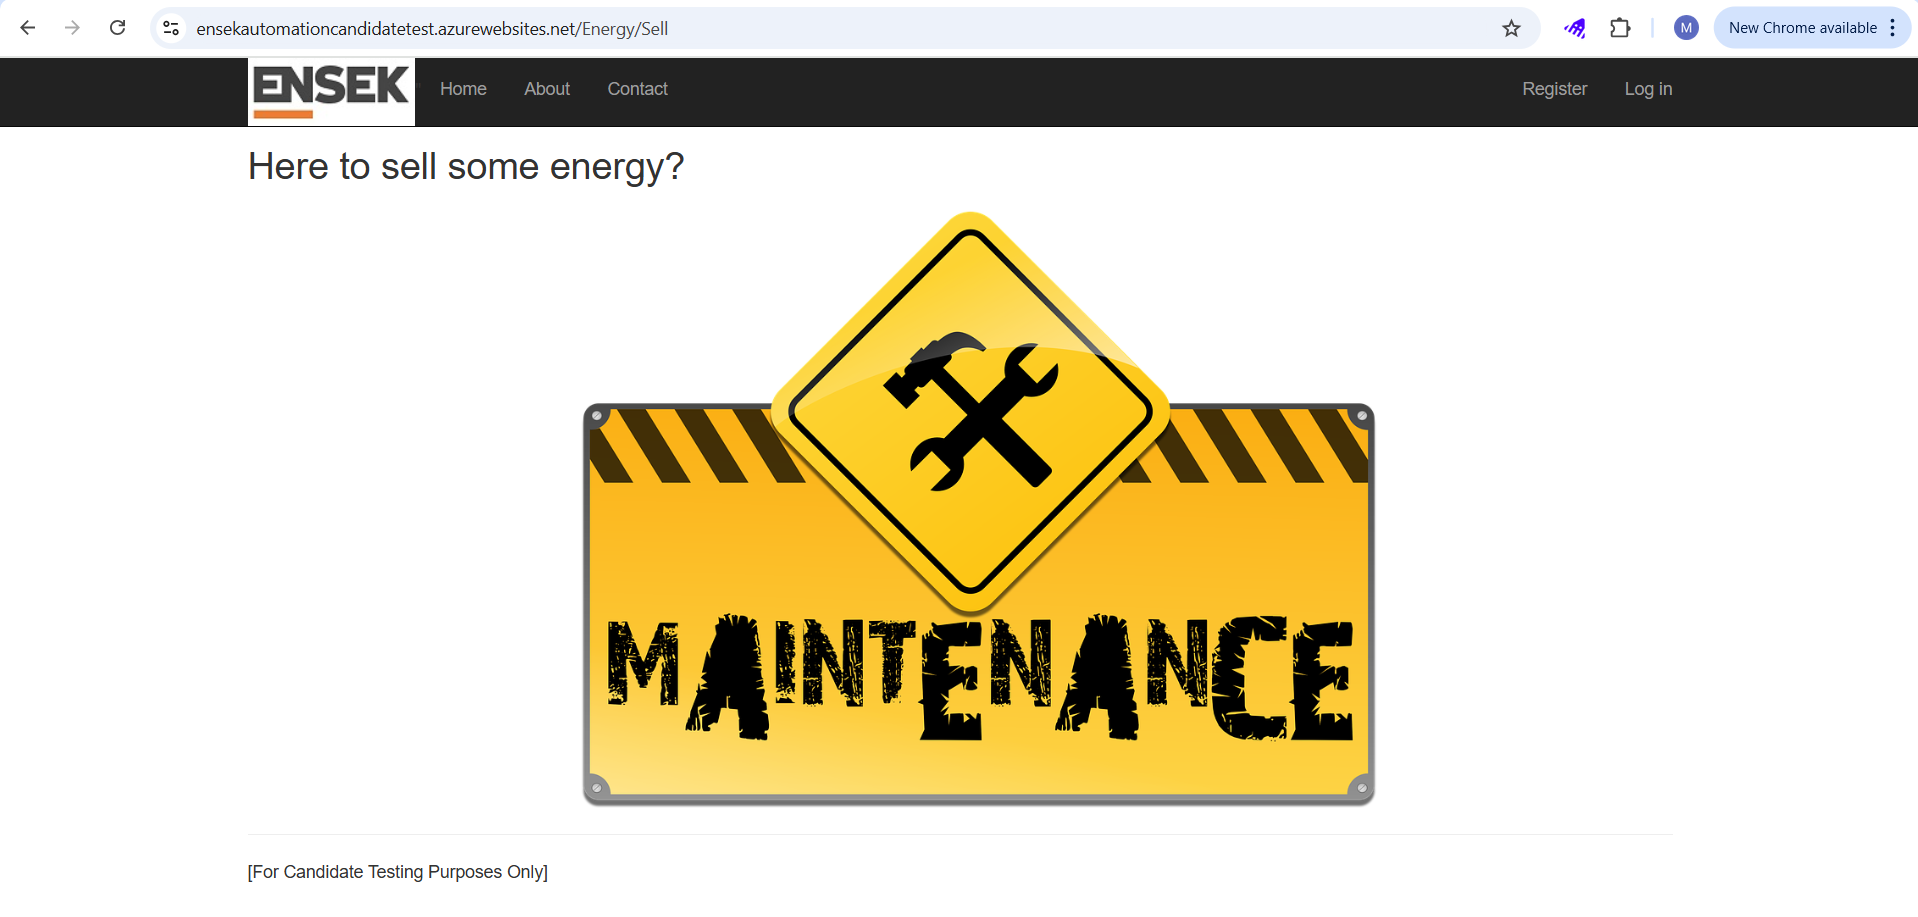 ensekautomationcandidatetest.azurewebsites.net/Energy/Sell
M
New Chrome available
ENSEK
Home
About
Contact
Register
Log in
Here to sell some energy?
MAINTENANCE
[For Candidate Testing Purposes Only]